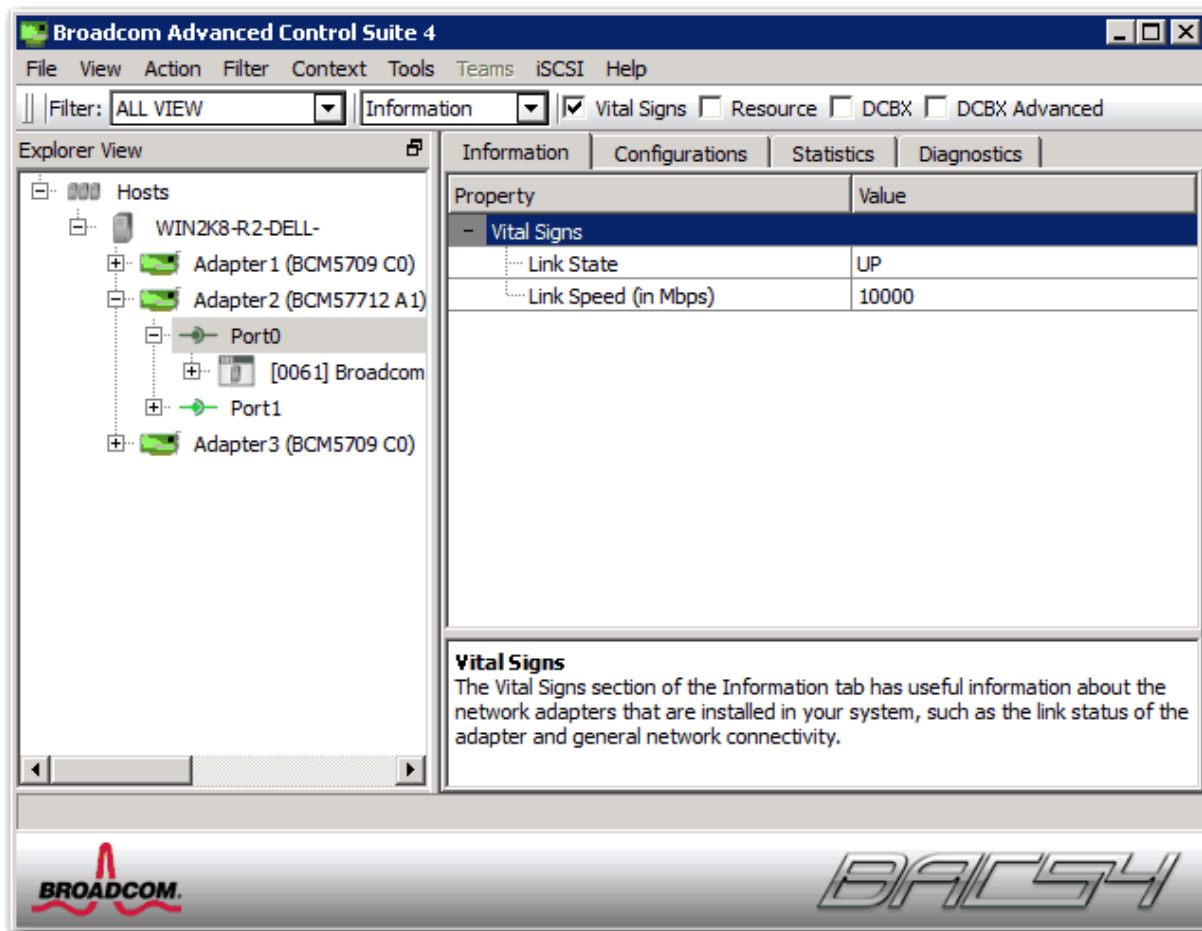 Broadcom Advanced Control Suite 4
File View Action Filter Context Tools Teams iSCSI Help
Filter: ALL VIEW Information Vital Signs Resource DCBX DCBX Advanced
Explorer View
Hosts
WIN2K8-R2-DELL-
Adapter1 (BCM5709 C0)
Adapter2 (BCM57712 A1)
Port0
[0061] Broadcom
Port1
Adapter3 (BCM5709 C0)
Information Configurations Statistics Diagnostics
Property Value
Vital Signs
Link State UP
Link Speed (in Mbps) 10000
Vital Signs
The Vital Signs section of the Information tab has useful information about the
network adapters that are installed in your system, such as the link status of the
adapter and general network connectivity.
BROADCOM.
BACS4